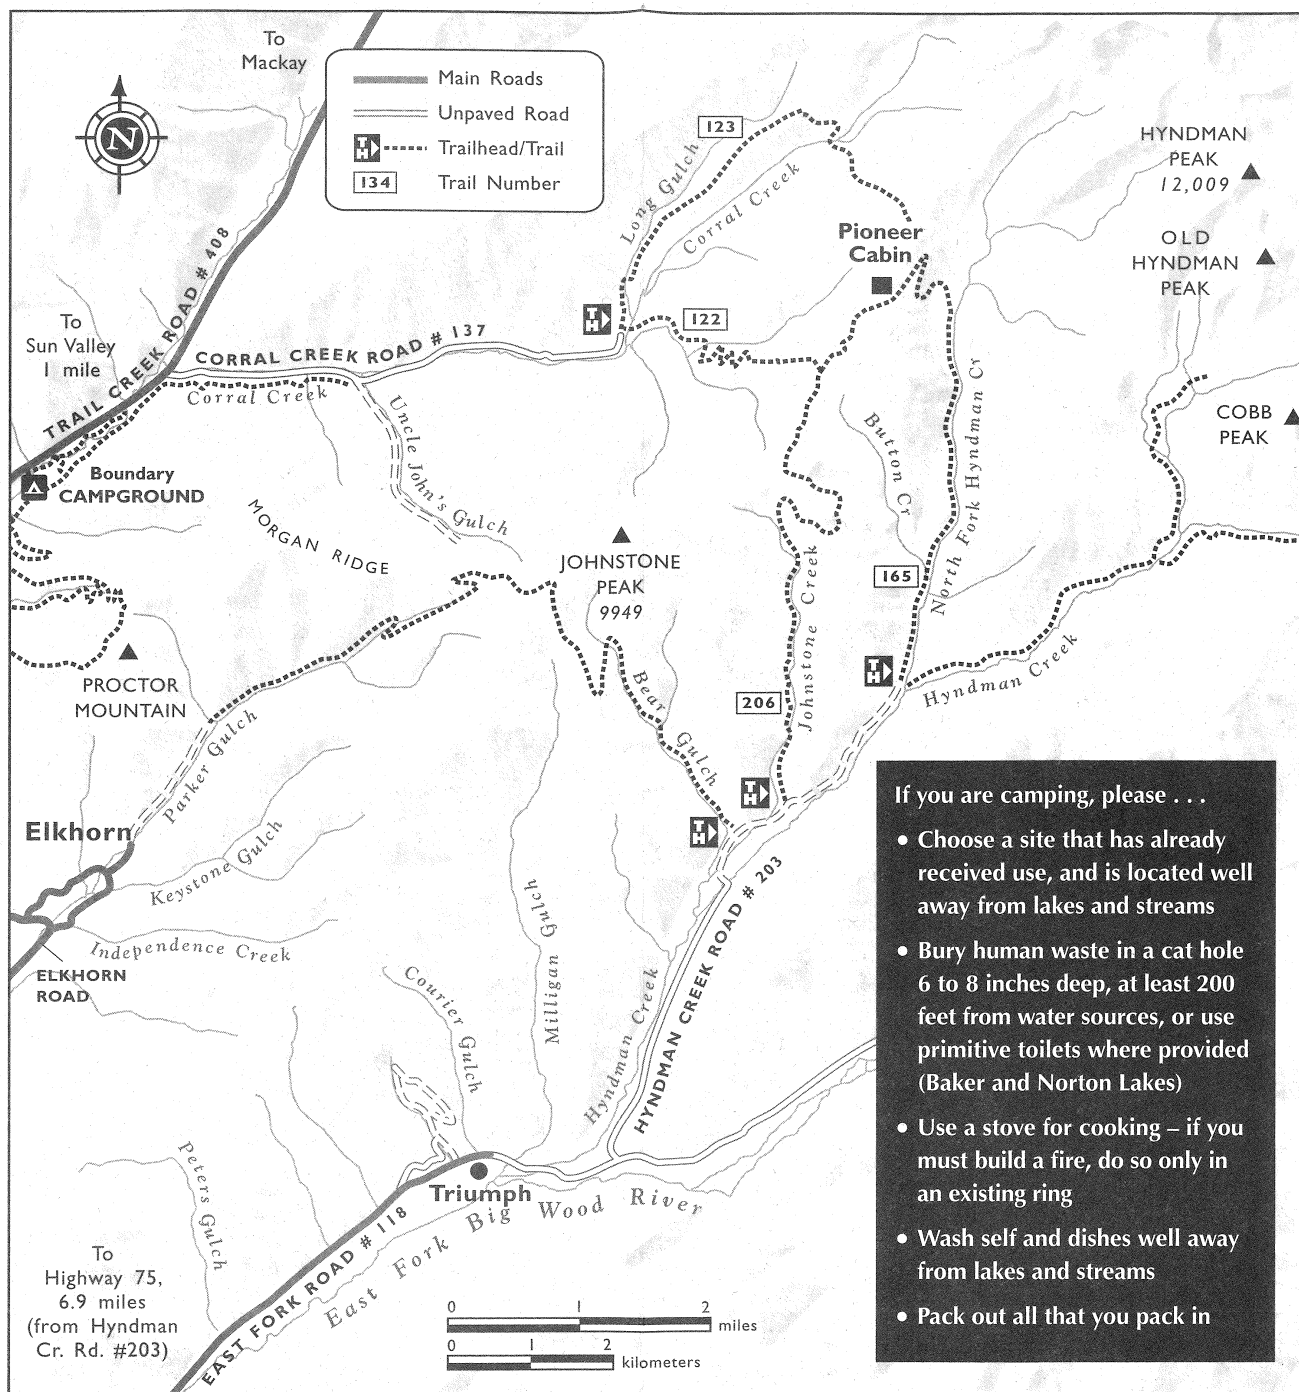 To
Mackay
Main Roads
Unpaved Road
TH
Trailhead/Trail
134
Trail Number
N
123
Long Gulch
Corral Creek
HYNDMAN
PEAK
12,009
Pioneer
Cabin
OLD
HYNDMAN
PEAK
TRAIL CREEK ROAD # 408
To
Sun Valley
1 mile
TH
122
CORRAL CREEK ROAD # 137
Corral Creek
Uncle John's Gulch
Button Cr
North Fork Hyndman Cr
COBB
PEAK
Boundary
CAMPGROUND
MORGAN RIDGE
JOHNSTONE
PEAK
9949
165
Johnstone Creek
PROCTOR
MOUNTAIN
Bear Gulch
206
TH
Hyndman Creek
Parker Gulch
TH
TH
Elkhorn
Keystone Gulch
Independence Creek
ELKHORN
ROAD
Courier Gulch
Milligan Gulch
Hyndman Creek
HYNDMAN CREEK ROAD # 203
Peters Gulch
Triumph
East Fork Big Wood River
EAST FORK ROAD # 118
To
Highway 75,
6.9 miles
(from Hyndman
Cr. Rd. #203)
0 1 2
miles
0 1 2
kilometers
If you are camping, please . . .
• Choose a site that has already
received use, and is located well
away from lakes and streams
• Bury human waste in a cat hole
6 to 8 inches deep, at least 200
feet from water sources, or use
primitive toilets where provided
(Baker and Norton Lakes)
• Use a stove for cooking – if you
must build a fire, do so only in
an existing ring
• Wash self and dishes well away
from lakes and streams
• Pack out all that you pack in